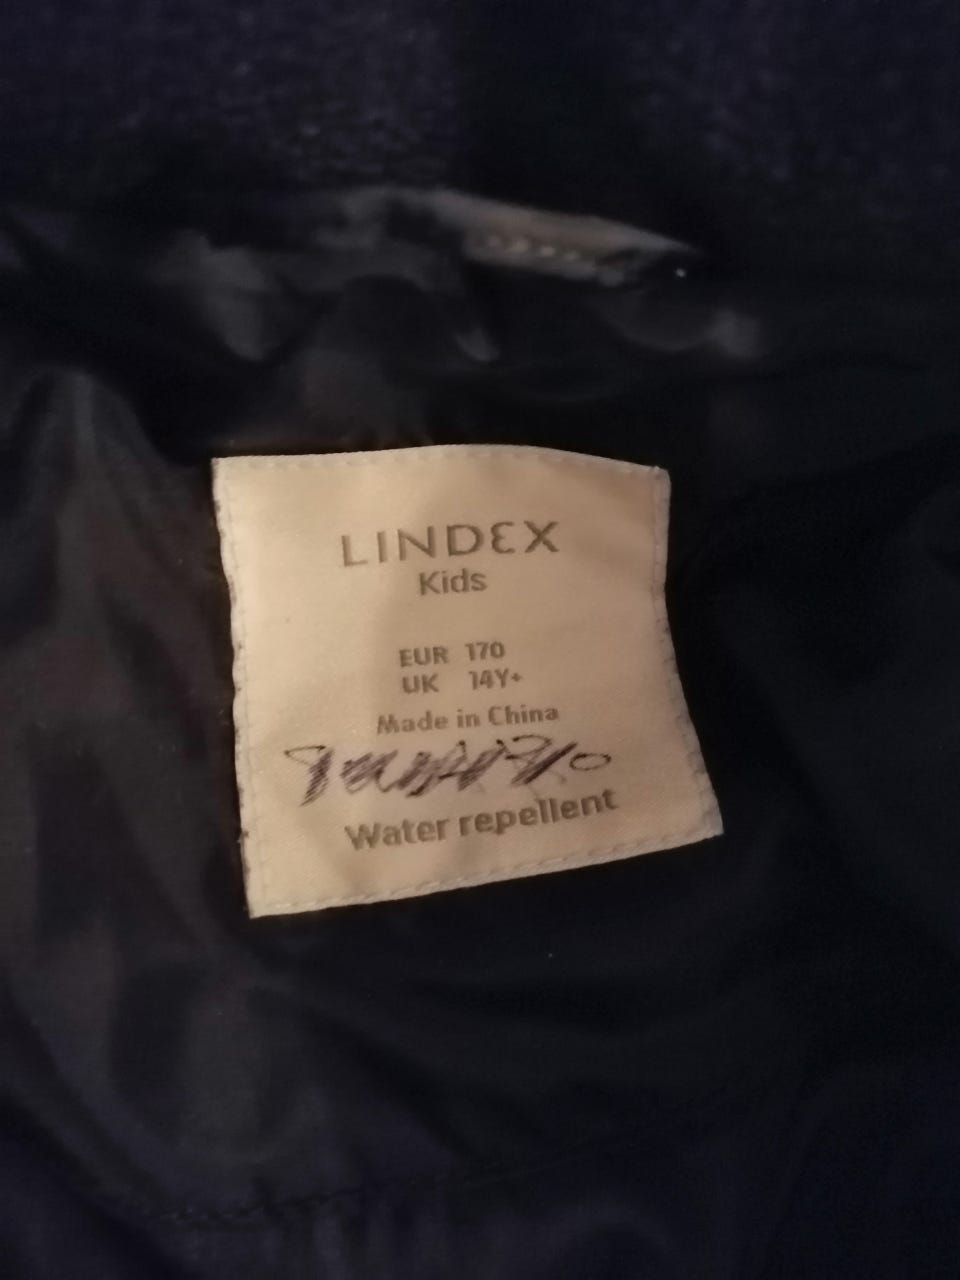 LINDEX
Kids
EUR 170
UK 14Y+
Made in China
Water repellent